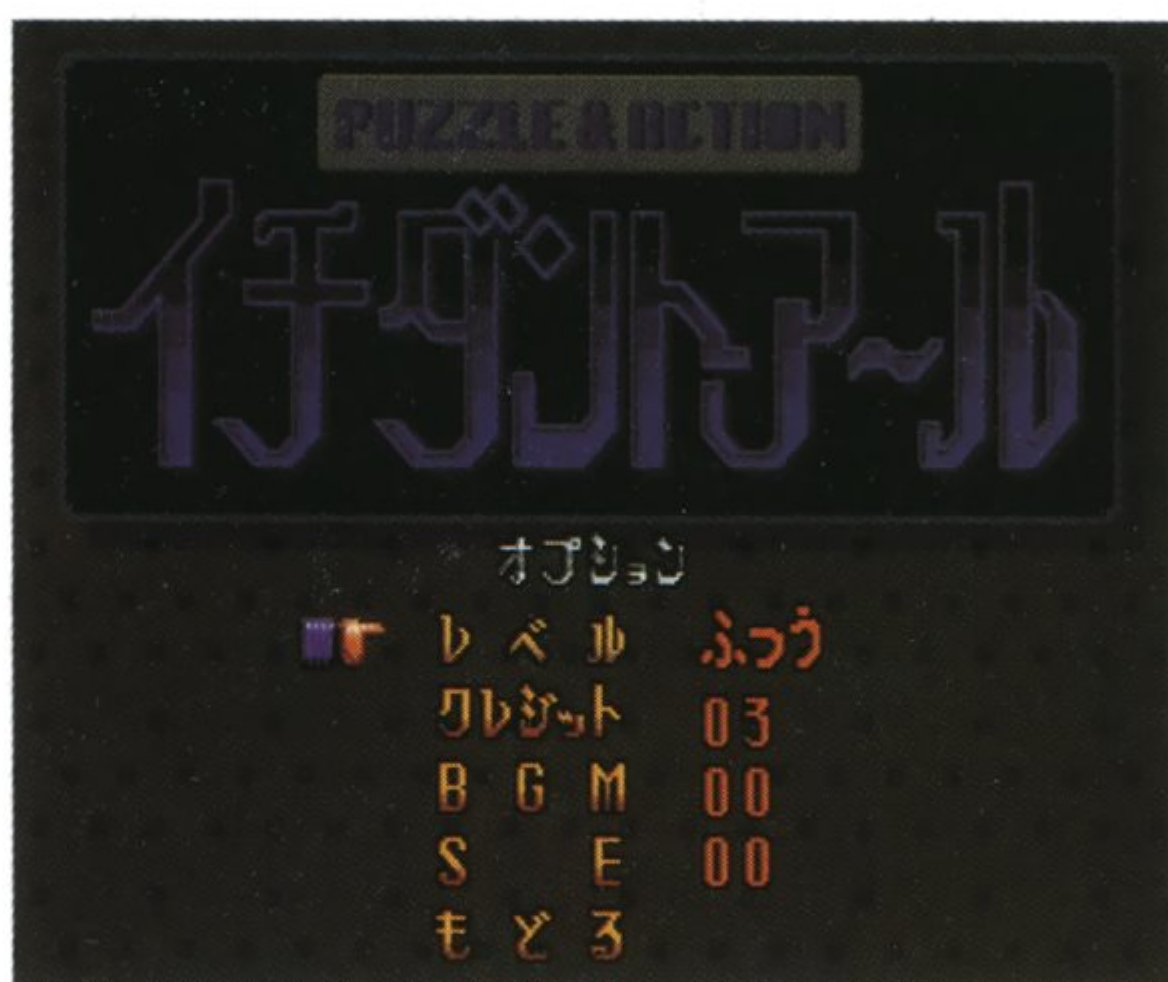 PUZZLE & ACTION
イチダントア〜ル
オプション
レベル ふつう
クレジット 03
BGM 00
SE 00
もどる